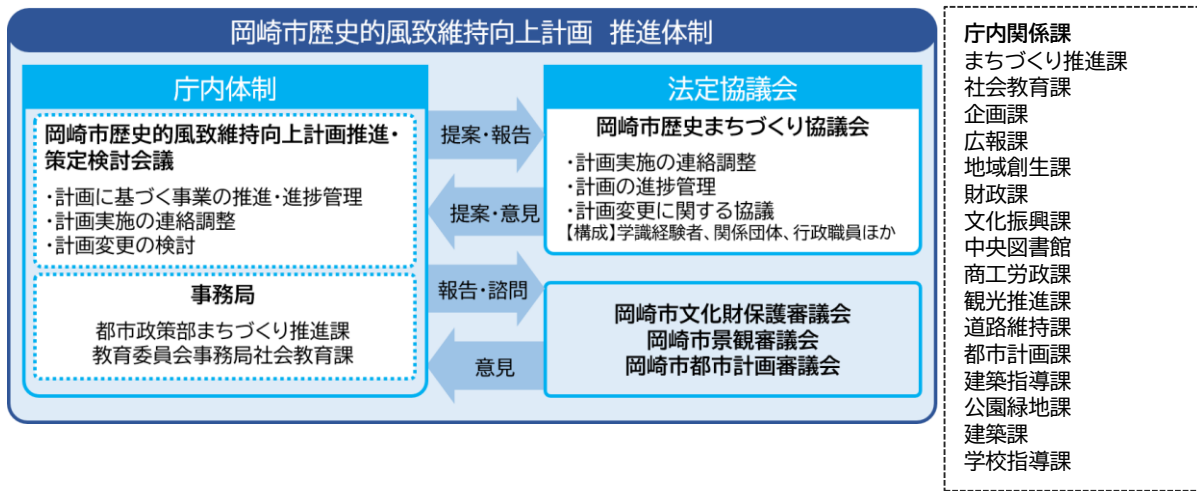 岡崎市歴史的風致維持向上計画 推進体制
庁内体制
岡崎市歴史的風致維持向上計画推進・
策定検討会議
・計画に基づく事業の推進・進捗管理
・計画実施の連絡調整
・計画変更の検討
事務局
都市政策部まちづくり推進課
教育委員会事務局社会教育課
提案・報告
提案・意見
報告・諮問
意見
法定協議会
岡崎市歴史まちづくり協議会
・計画実施の連絡調整
・計画の進捗管理
・計画変更に関する協議
【構成】学識経験者、関係団体、行政職員ほか
岡崎市文化財保護審議会
岡崎市景観審議会
岡崎市都市計画審議会
庁内関係課
まちづくり推進課
社会教育課
企画課
広報課
地域創生課
財政課
文化振興課
中央図書館
商工労政課
観光推進課
道路維持課
都市計画課
建築指導課
公園緑地課
建築課
学校指導課